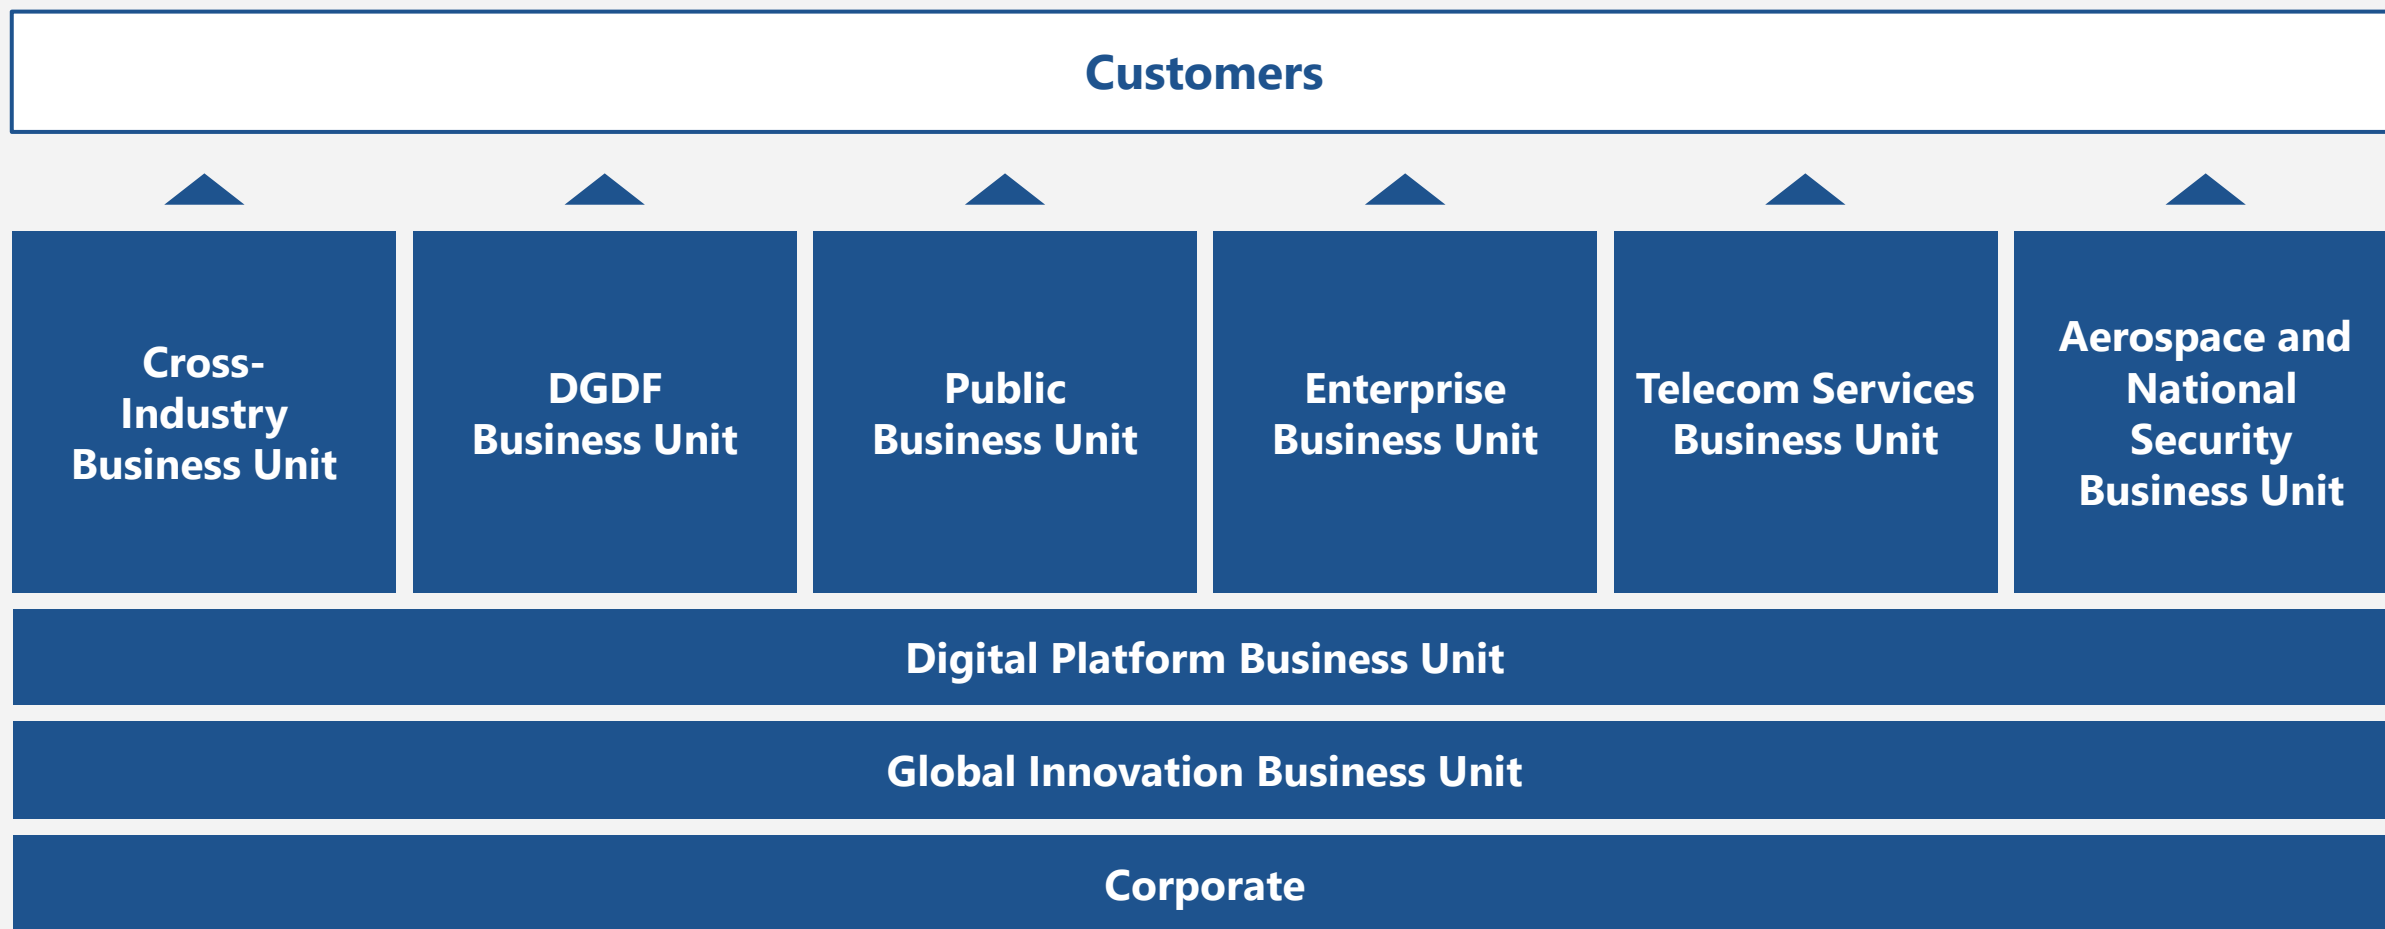 Customers
Cross-
Industry
Business Unit
DGDF
Business Unit
Public
Business Unit
Enterprise
Business Unit
Telecom Services
Business Unit
Aerospace and
National
Security
Business Unit
Digital Platform Business Unit
Global Innovation Business Unit
Corporate